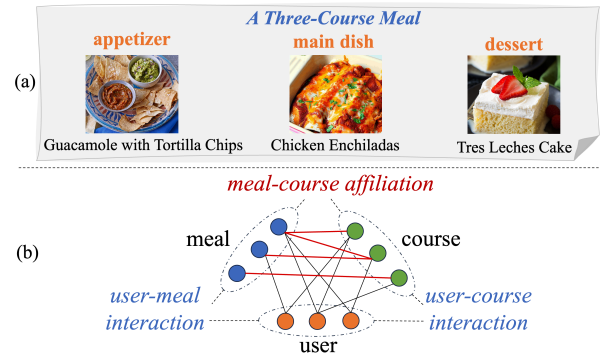 A Three-Course Meal
appetizer
main dish
dessert
(a)
Guacamole with Tortilla Chips
Chicken Enchiladas
Tres Leches Cake
meal-course affiliation
(b)
meal
course
user-meal
interaction
user-course
interaction
user